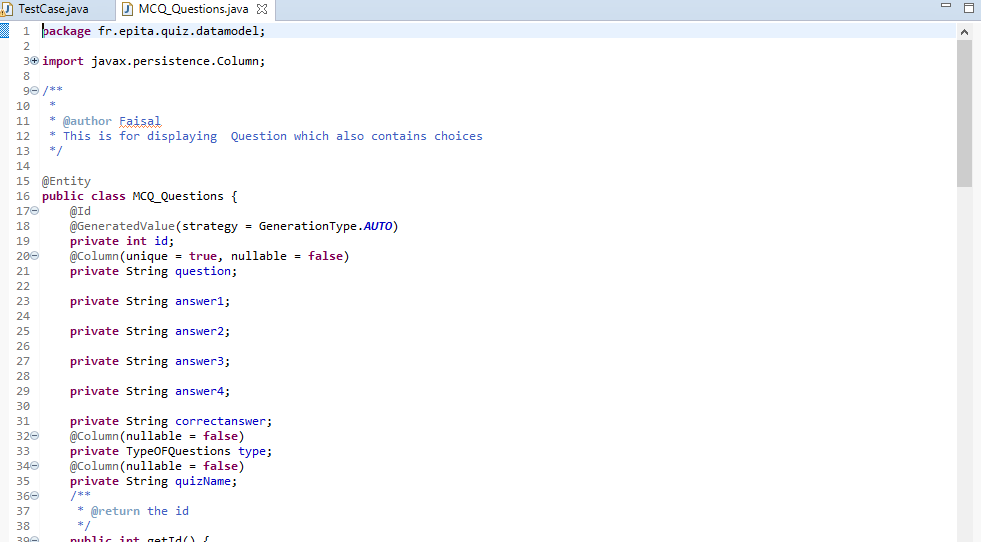 TestCase.java
MCQ_Questions.java
1 package fr.epita.quiz.datamodel;
2
3 import javax.persistence.Column;
8
9 /**
10 *
11 * @author Faisal
12 * This is for displaying  Question which also contains choices
13 */
14
15 @Entity
16 public class MCQ_Questions {
17 @Id
18 @GeneratedValue(strategy = GenerationType.AUTO)
19 private int id;
20 @Column(unique = true, nullable = false)
21 private String question;
22
23 private String answer1;
24
25 private String answer2;
26
27 private String answer3;
28
29 private String answer4;
30
31 private String correctanswer;
32 @Column(nullable = false)
33 private TypeOFQuestions type;
34 @Column(nullable = false)
35 private String quizName;
36 /**
37 * @return the id
38 */
39 public int getId() {